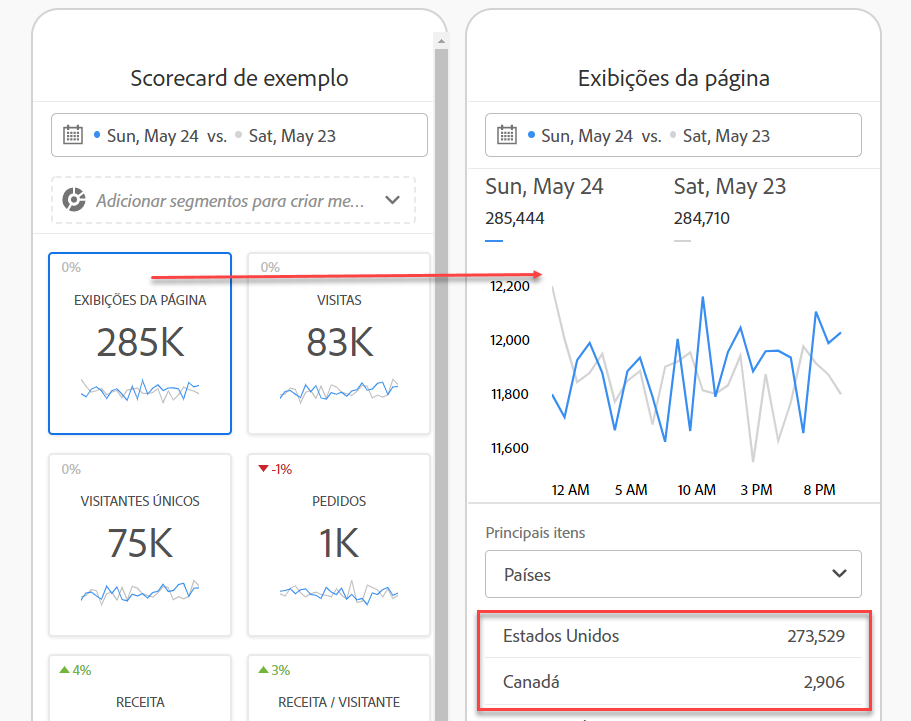 Scorecard de exemplo
Sun, May 24 vs. Sat, May 23
Adicionar segmentos para criar me...
0%
EXIBIÇÕES DA PÁGINA
285K
0%
VISITAS
83K
0%
VISITANTES ÚNICOS
75K
-1%
PEDIDOS
1K
4%
RECEITA
3%
RECEITA / VISITANTE
Exibições da página
Sun, May 24 vs. Sat, May 23
Sun, May 24 Sat, May 23
285,444 284,710
12,200
12,000
11,800
11,600
12 AM 5 AM 10 AM 3 PM 8 PM
Principais itens
Países
Estados Unidos 273,529
Canadá 2,906